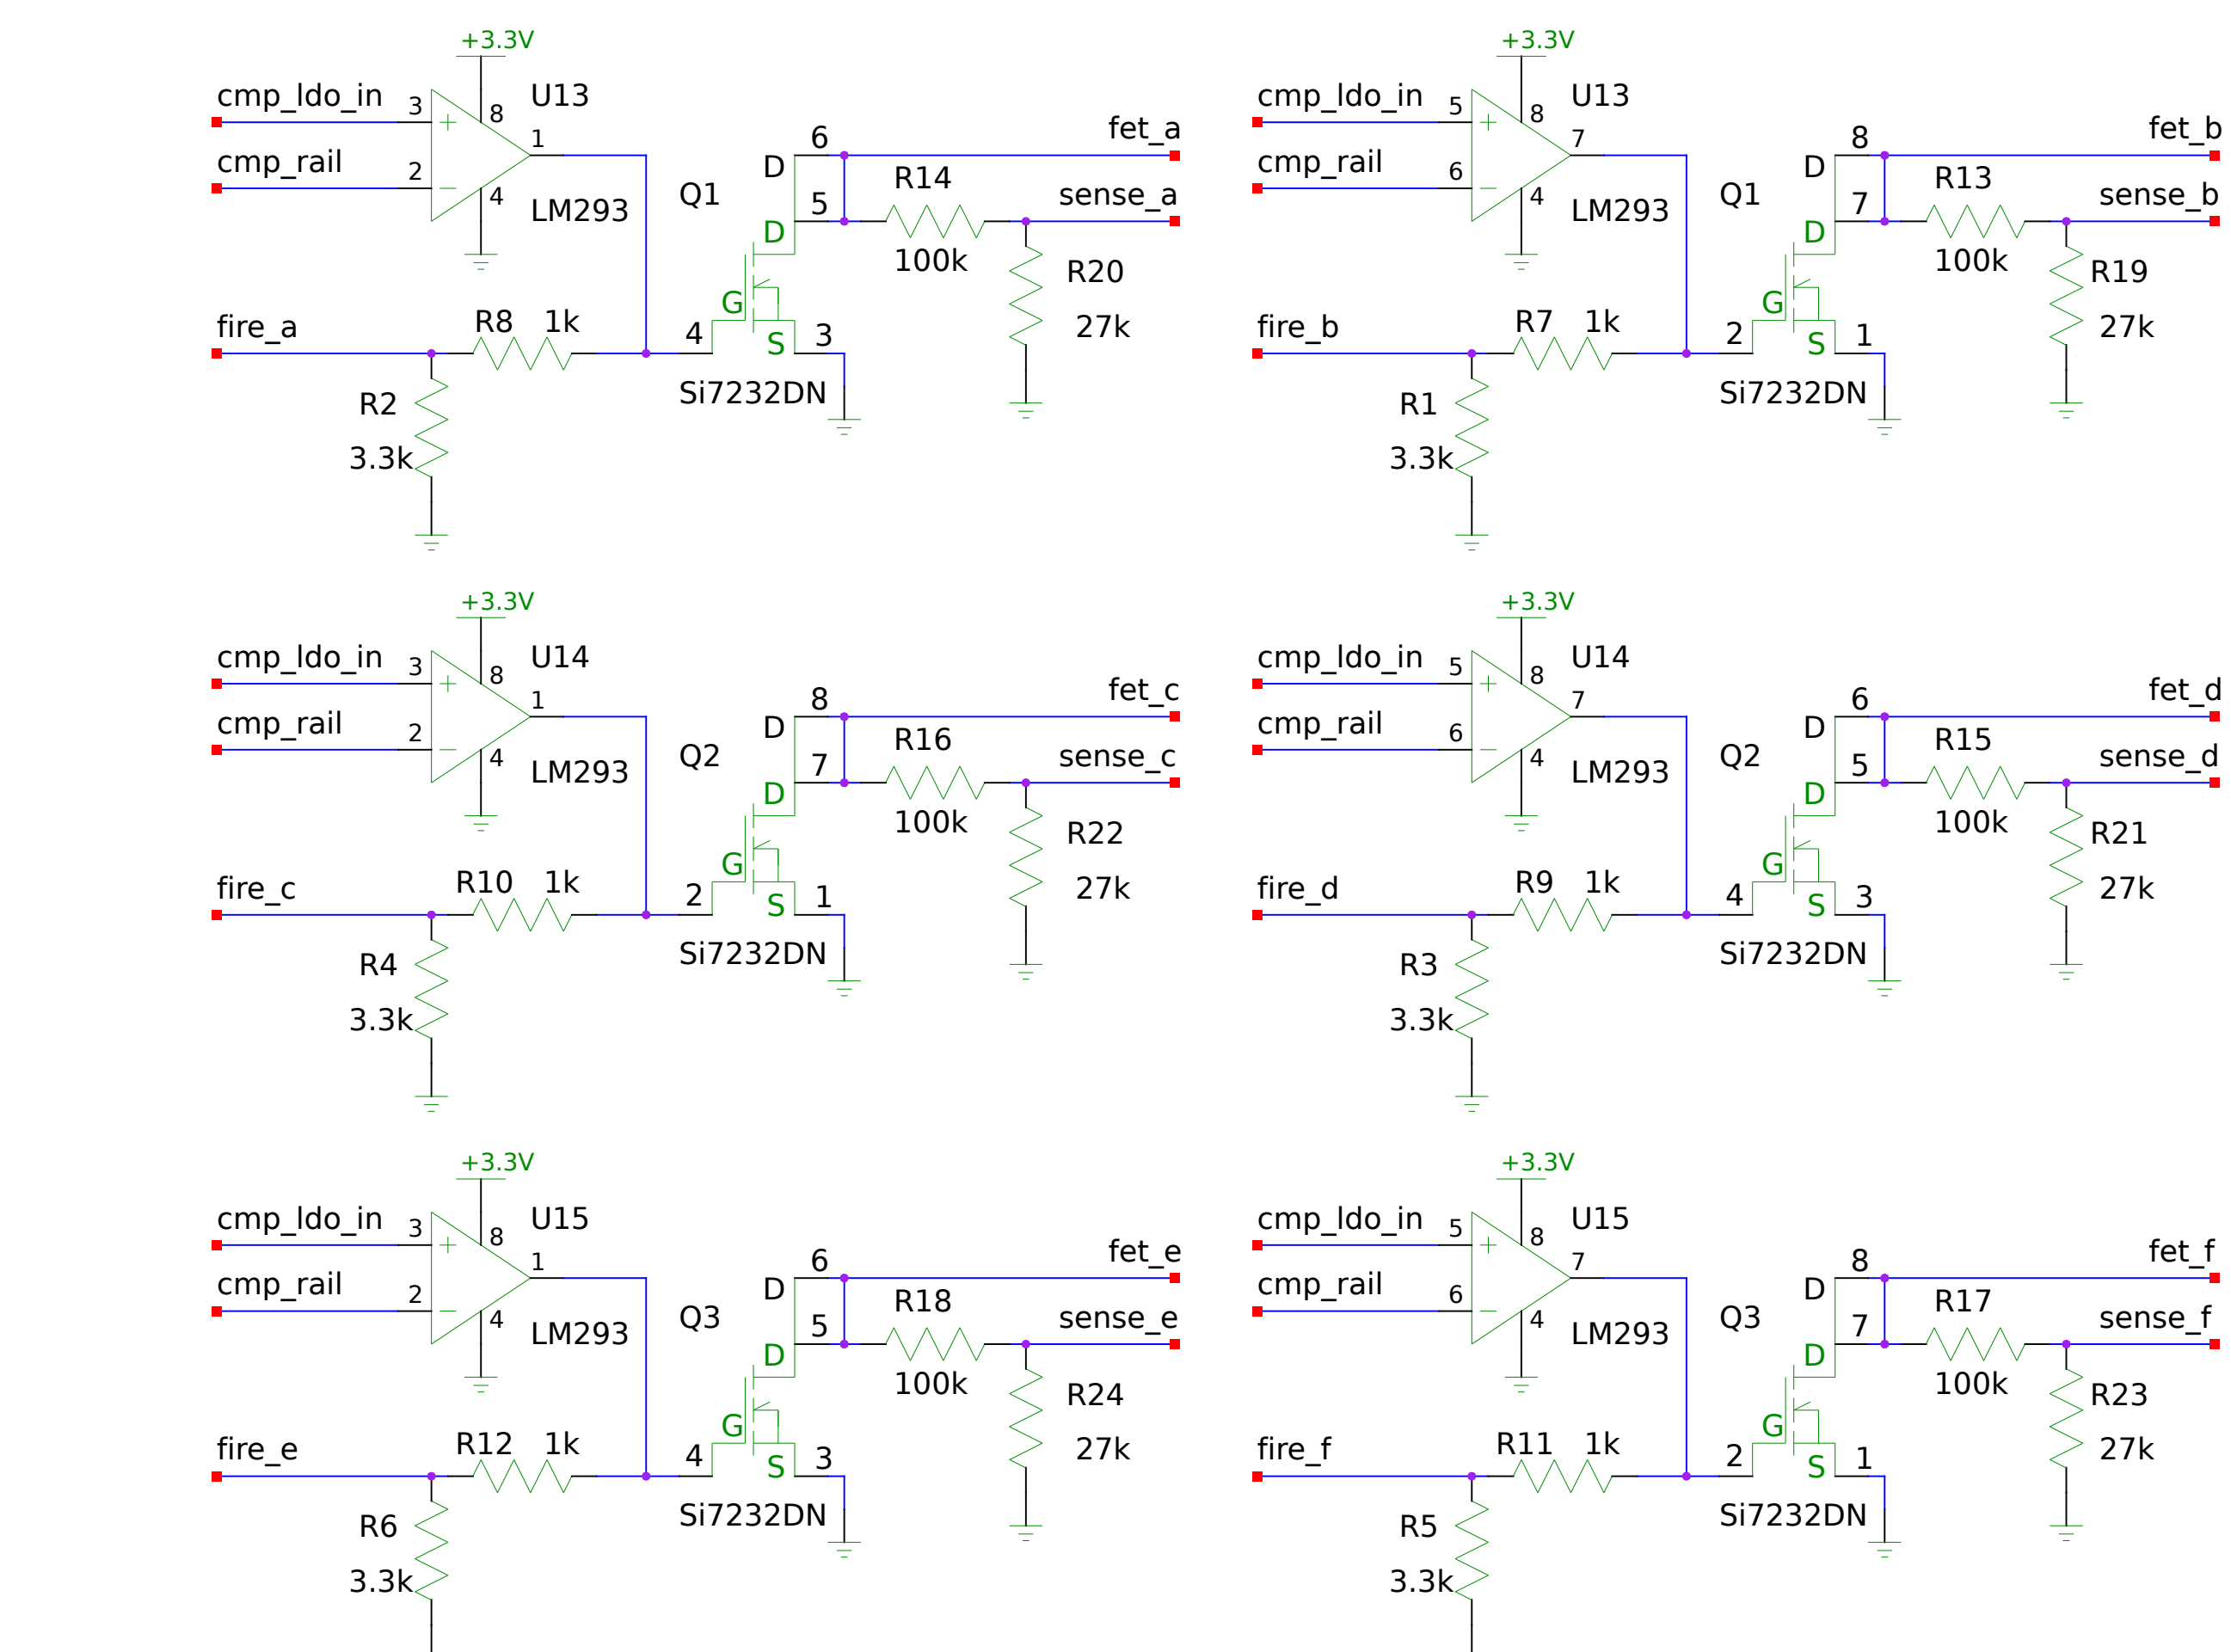 +3.3V
cmp_ldo_in 3 + 8 U13
cmp_rail 2 − 4 1 LM293
fire_a R8 1k
R2 3.3k
Q1 Si7232DN
D 6
D 5
G 4
S 3
fet_a
R14 100k sense_a
R20 27k
+3.3V
cmp_ldo_in 5 + 8 U13
cmp_rail 6 − 4 7 LM293
fire_b R7 1k
R1 3.3k
Q1 Si7232DN
D 8
D 7
G 2
S 1
fet_b
R13 100k sense_b
R19 27k
+3.3V
cmp_ldo_in 3 + 8 U14
cmp_rail 2 − 4 1 LM293
fire_c R10 1k
R4 3.3k
Q2 Si7232DN
D 8
D 7
G 2
S 1
fet_c
R16 100k sense_c
R22 27k
+3.3V
cmp_ldo_in 5 + 8 U14
cmp_rail 6 − 4 7 LM293
fire_d R9 1k
R3 3.3k
Q2 Si7232DN
D 6
D 5
G 4
S 3
fet_d
R15 100k sense_d
R21 27k
+3.3V
cmp_ldo_in 3 + 8 U15
cmp_rail 2 − 4 1 LM293
fire_e R12 1k
R6 3.3k
Q3 Si7232DN
D 6
D 5
G 4
S 3
fet_e
R18 100k sense_e
R24 27k
+3.3V
cmp_ldo_in 5 + 8 U15
cmp_rail 6 − 4 7 LM293
fire_f R11 1k
R5 3.3k
Q3 Si7232DN
D 8
D 7
G 2
S 1
fet_f
R17 100k sense_f
R23 27k